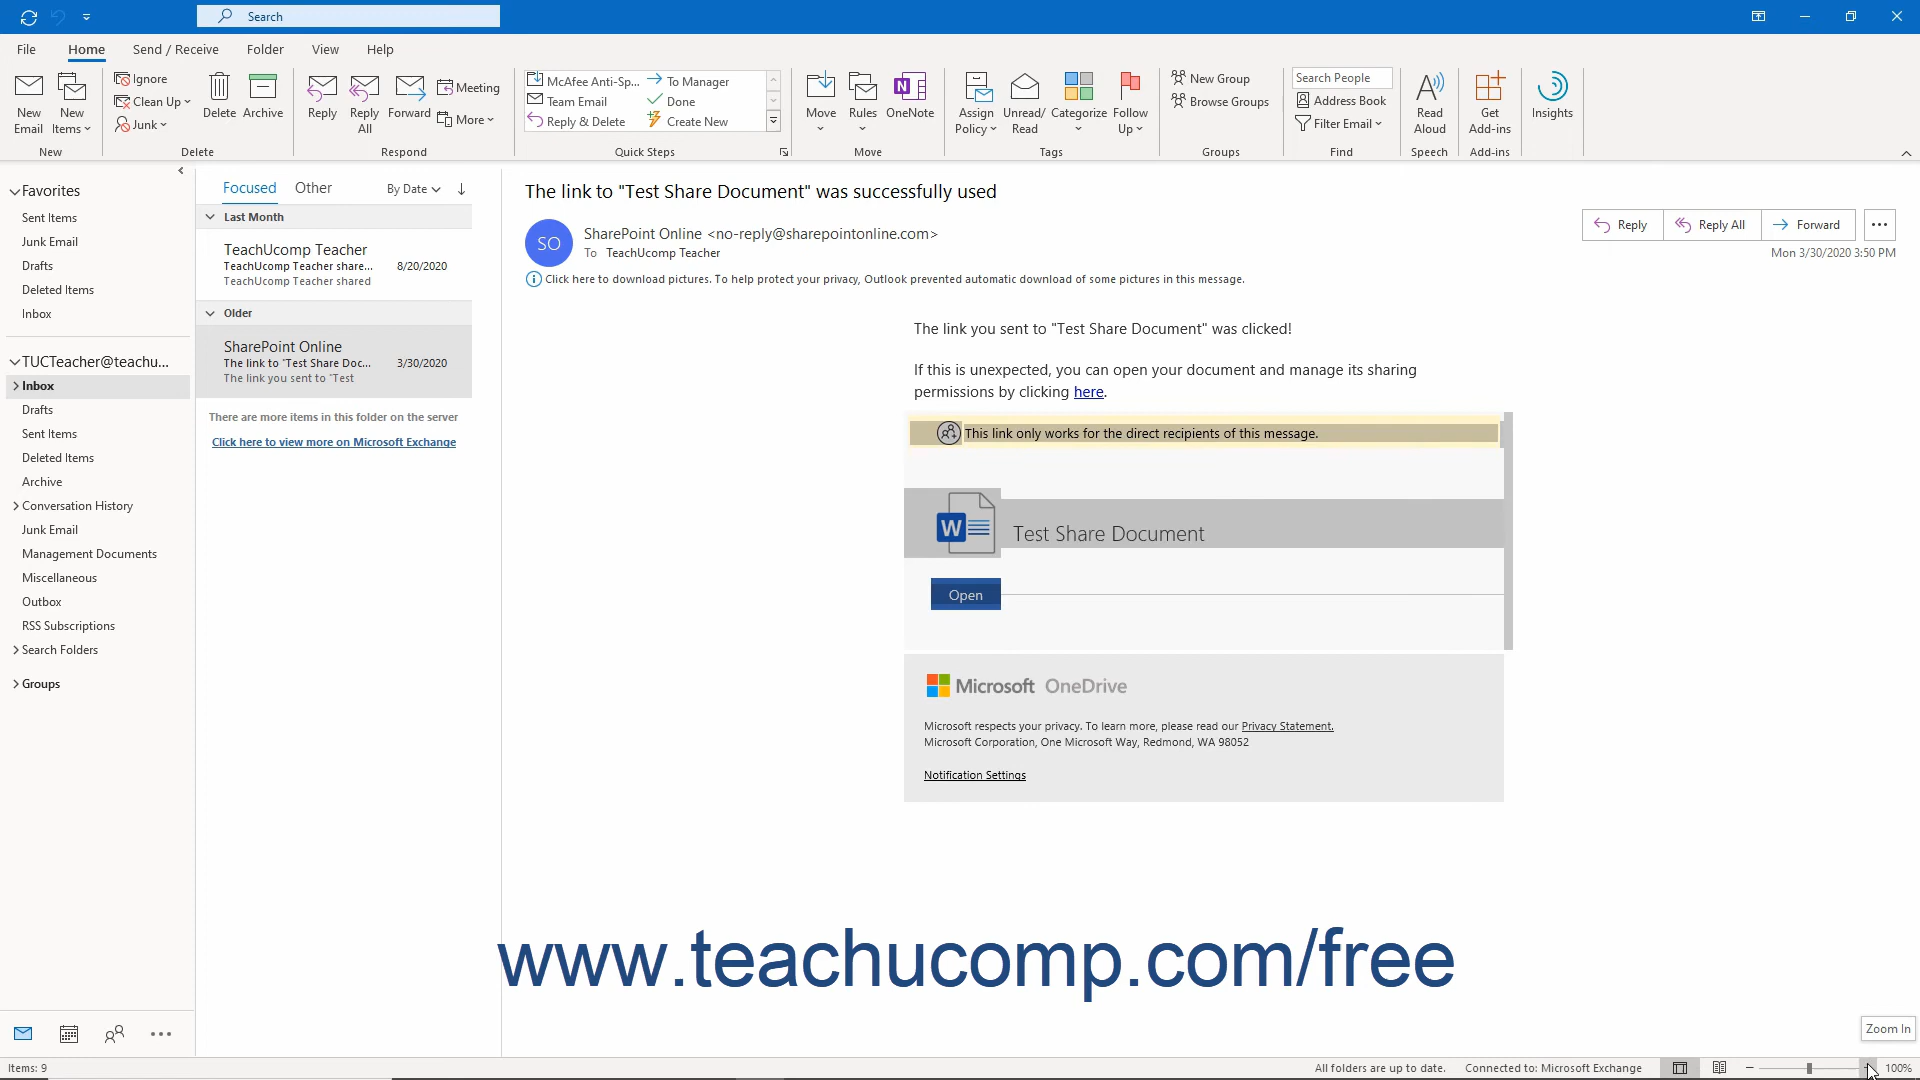 Search
File Home Send / Receive Folder View Help
New Email
New Items
New
Ignore
Clean Up
Junk
Delete
Archive
Delete
Reply
Reply All
Forward
Meeting
More
Respond
McAfee Anti-Sp...
Team Email
Reply & Delete
To Manager
Done
Create New
Quick Steps
Move
Rules
OneNote
Move
Assign Policy
Unread/ Read
Categorize
Follow Up
Tags
New Group
Browse Groups
Groups
Search People
Address Book
Filter Email
Find
Read Aloud
Speech
Get Add-ins
Add-ins
Insights
Favorites
Sent Items
Junk Email
Drafts
Deleted Items
Inbox
TUCTeacher@teachu...
Inbox
Drafts
Sent Items
Deleted Items
Archive
Conversation History
Junk Email
Management Documents
Miscellaneous
Outbox
RSS Subscriptions
Search Folders
Groups
Focused Other By Date
Last Month
TeachUcomp Teacher
TeachUcomp Teacher share... 8/20/2020
TeachUcomp Teacher shared
Older
SharePoint Online
The link to "Test Share Doc... 3/30/2020
The link you sent to "Test
There are more items in this folder on the server
Click here to view more on Microsoft Exchange
The link to "Test Share Document" was successfully used
SO
SharePoint Online <no-reply@sharepointonline.com>
To TeachUcomp Teacher
Reply Reply All Forward
Mon 3/30/2020 3:50 PM
Click here to download pictures. To help protect your privacy, Outlook prevented automatic download of some pictures in this message.
The link you sent to "Test Share Document" was clicked!
If this is unexpected, you can open your document and manage its sharing
permissions by clicking here.
This link only works for the direct recipients of this message.
W
Test Share Document
Open
Microsoft OneDrive
Microsoft respects your privacy. To learn more, please read our Privacy Statement.
Microsoft Corporation, One Microsoft Way, Redmond, WA 98052
Notification Settings
www.teachucomp.com/free
Zoom In
Items: 9
All folders are up to date. Connected to: Microsoft Exchange
100%